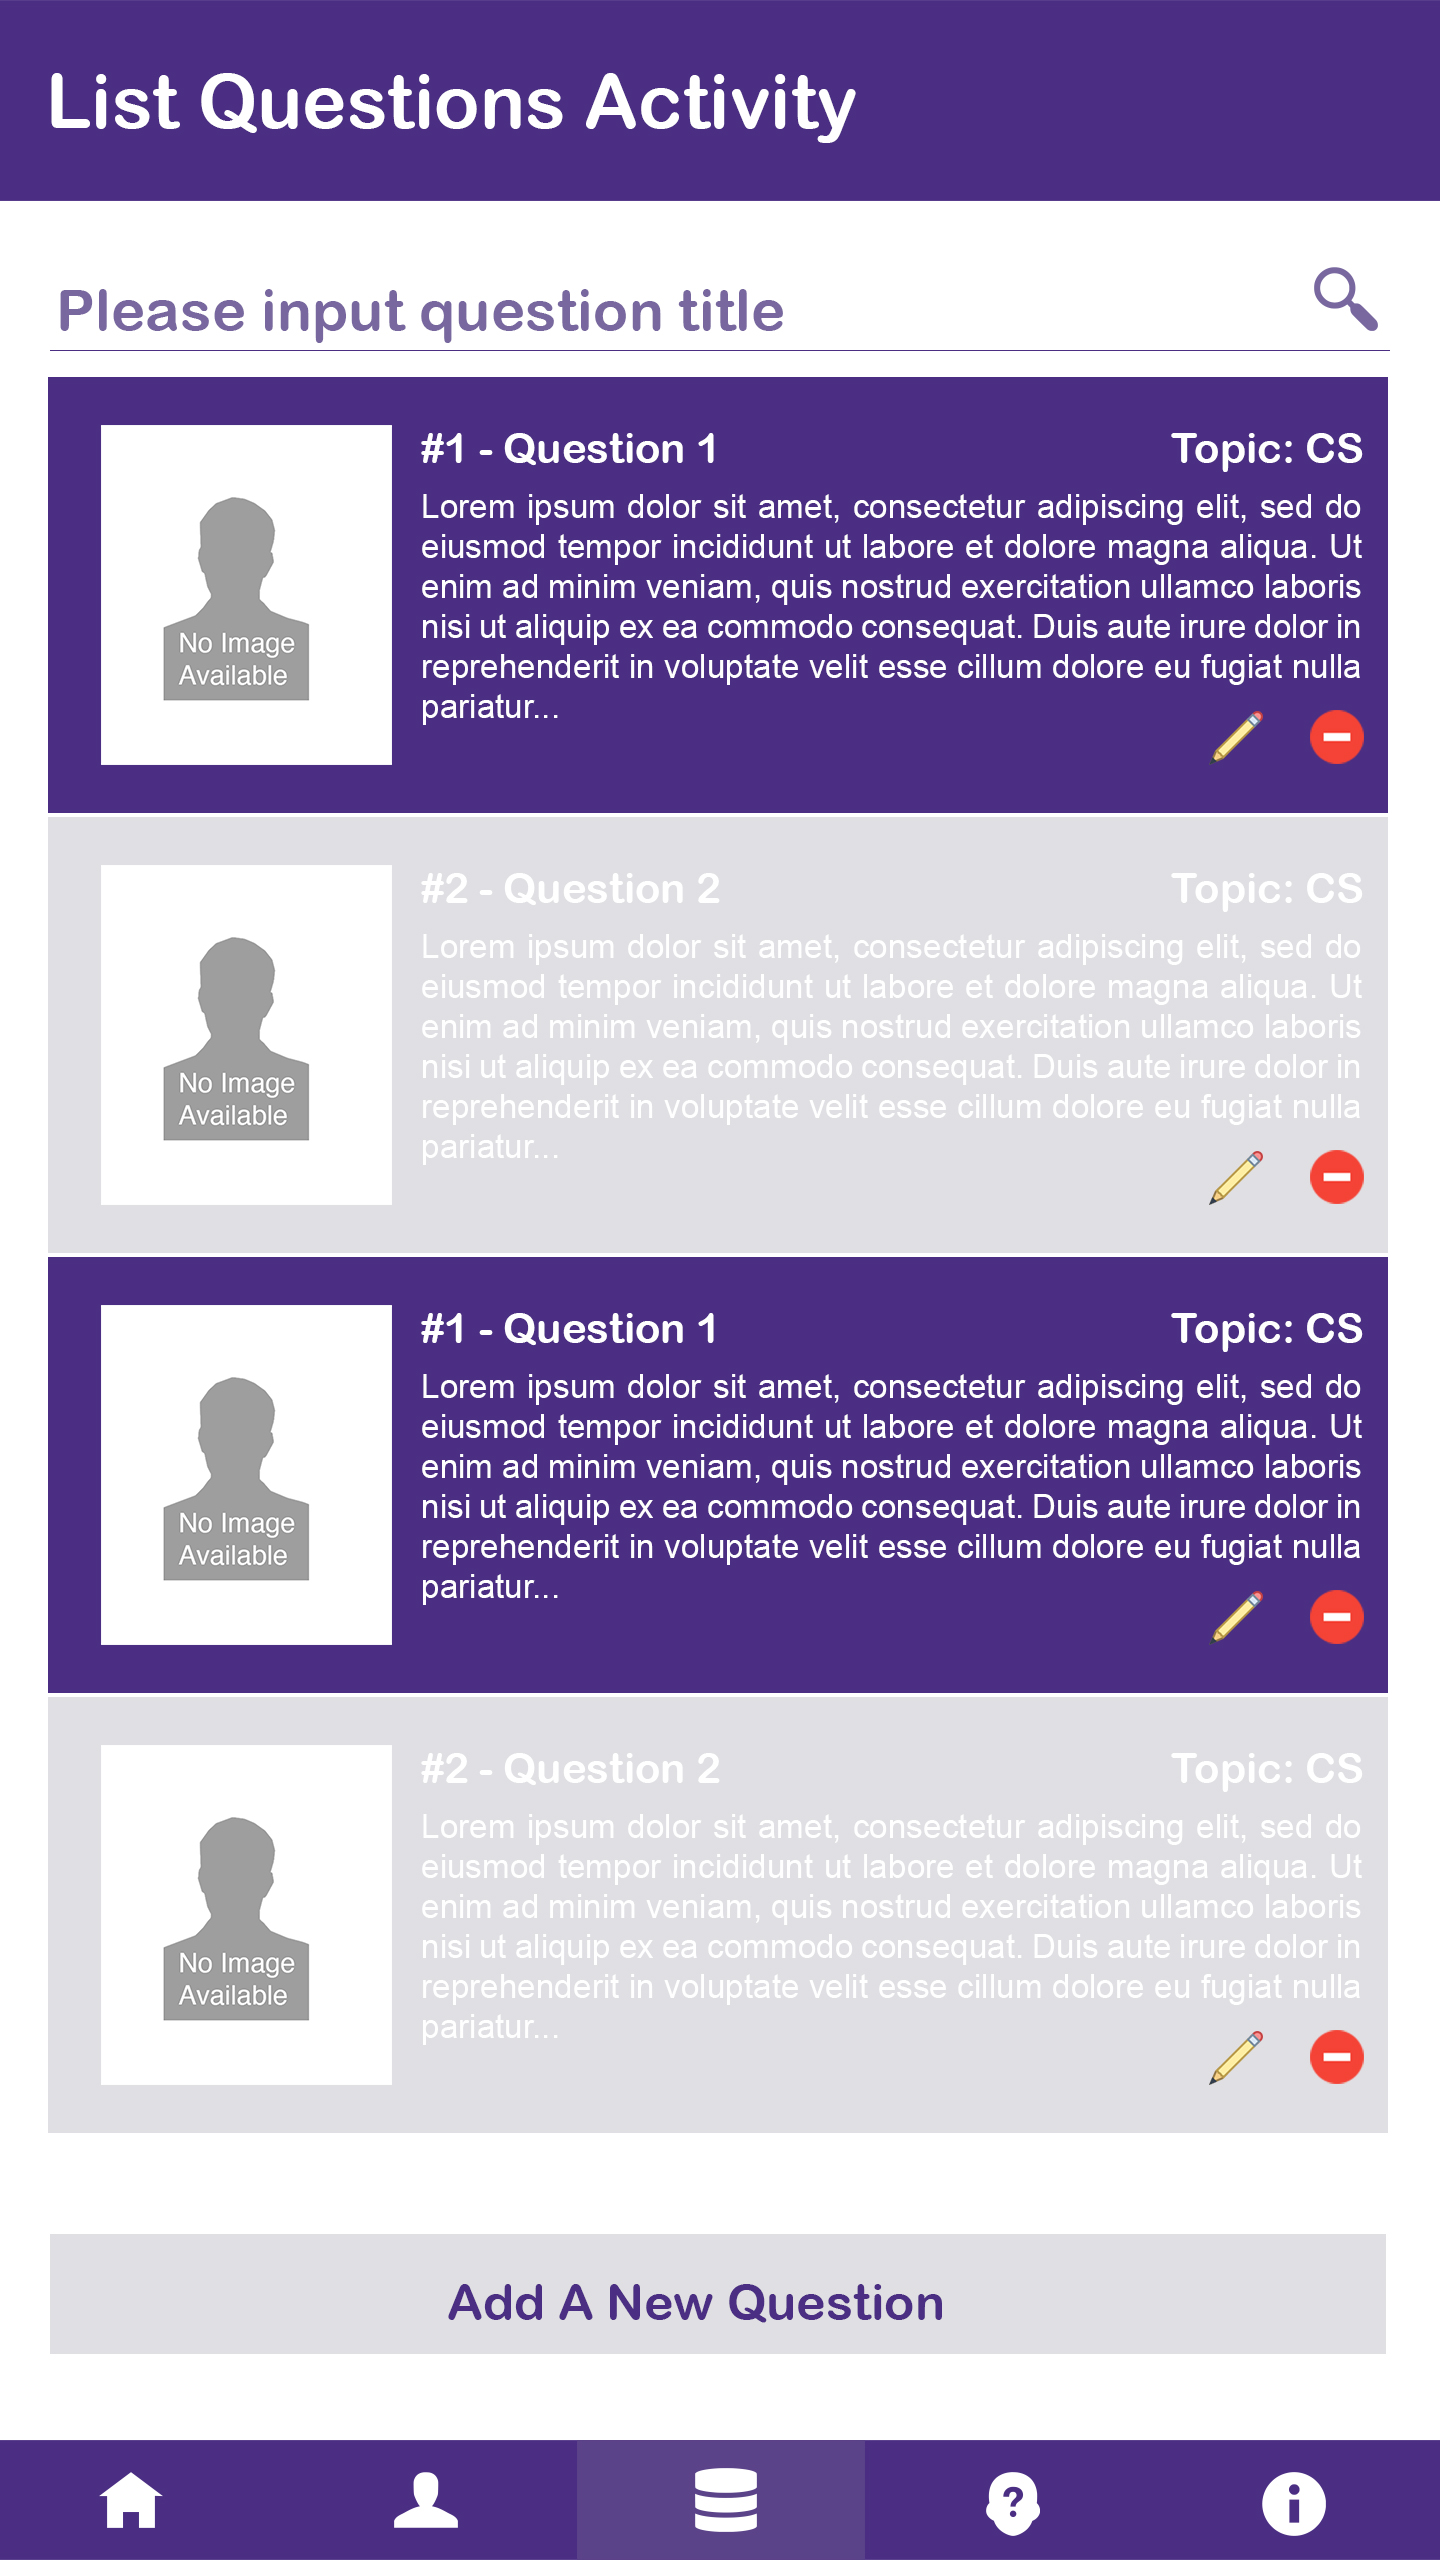 List Questions Activity
Please input question title
#1 - Question 1 Topic: CS
Lorem ipsum dolor sit amet, consectetur adipiscing elit, sed do
eiusmod tempor incididunt ut labore et dolore magna aliqua. Ut
enim ad minim veniam, quis nostrud exercitation ullamco laboris
nisi ut aliquip ex ea commodo consequat. Duis aute irure dolor in
reprehenderit in voluptate velit esse cillum dolore eu fugiat nulla
pariatur...
No Image
Available
#2 - Question 2 Topic: CS
Lorem ipsum dolor sit amet, consectetur adipiscing elit, sed do
eiusmod tempor incididunt ut labore et dolore magna aliqua. Ut
enim ad minim veniam, quis nostrud exercitation ullamco laboris
nisi ut aliquip ex ea commodo consequat. Duis aute irure dolor in
reprehenderit in voluptate velit esse cillum dolore eu fugiat nulla
pariatur...
No Image
Available
#1 - Question 1 Topic: CS
Lorem ipsum dolor sit amet, consectetur adipiscing elit, sed do
eiusmod tempor incididunt ut labore et dolore magna aliqua. Ut
enim ad minim veniam, quis nostrud exercitation ullamco laboris
nisi ut aliquip ex ea commodo consequat. Duis aute irure dolor in
reprehenderit in voluptate velit esse cillum dolore eu fugiat nulla
pariatur...
No Image
Available
#2 - Question 2 Topic: CS
Lorem ipsum dolor sit amet, consectetur adipiscing elit, sed do
eiusmod tempor incididunt ut labore et dolore magna aliqua. Ut
enim ad minim veniam, quis nostrud exercitation ullamco laboris
nisi ut aliquip ex ea commodo consequat. Duis aute irure dolor in
reprehenderit in voluptate velit esse cillum dolore eu fugiat nulla
pariatur...
No Image
Available
Add A New Question